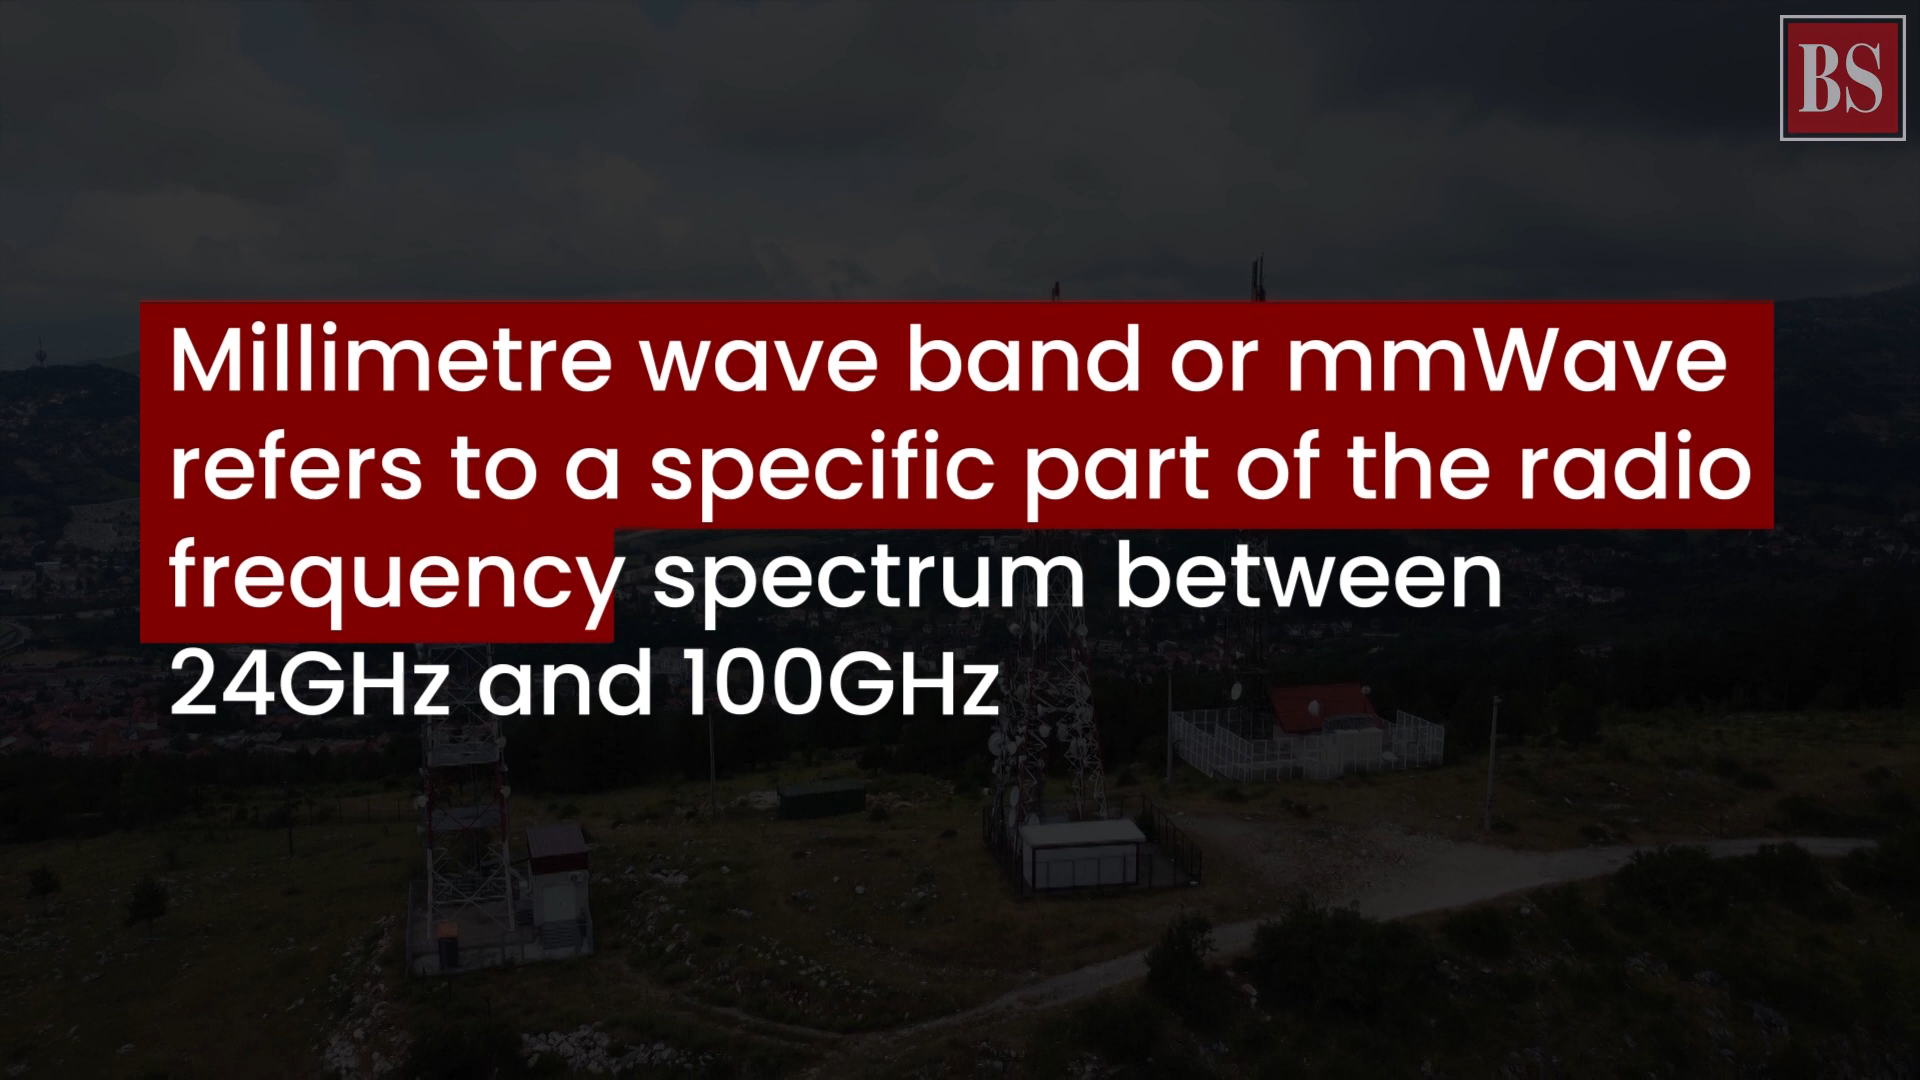 BS
Millimetre wave band or mmWave
refers to a specific part of the radio
frequency spectrum between
24GHz and 100GHz